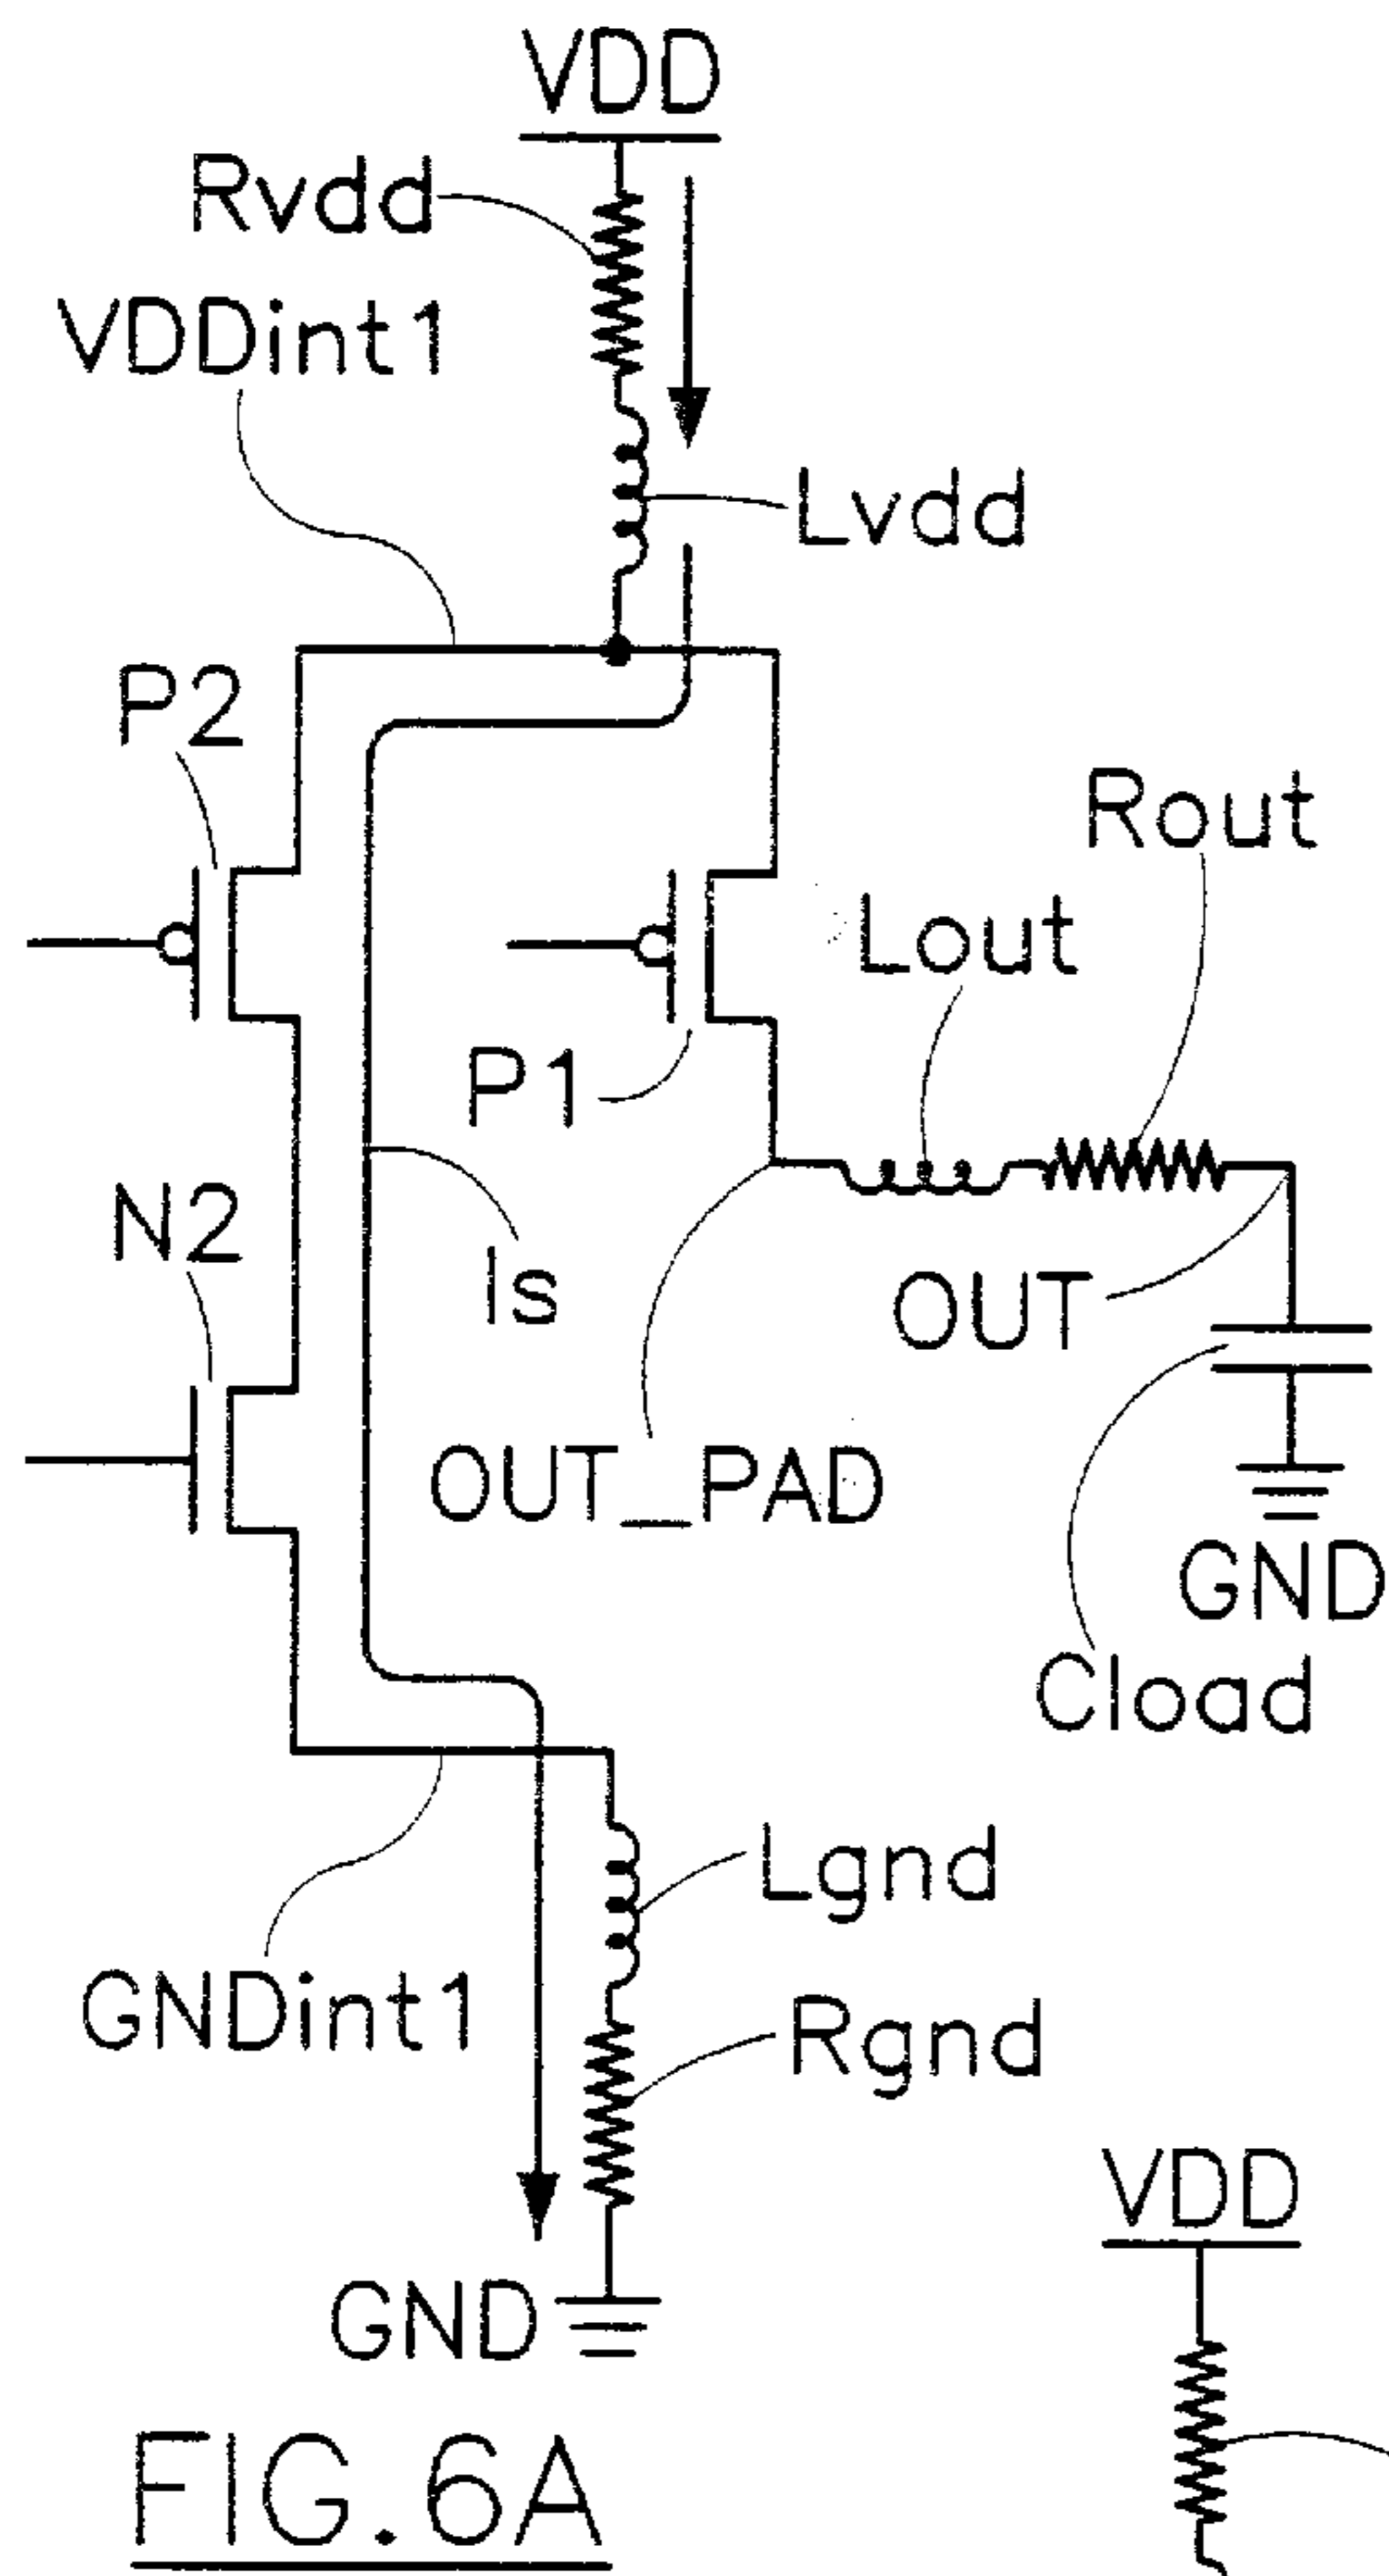 VDD
Rvdd
VDDint1
Lvdd
P2
Rout
Lout
P1
N2
Is
OUT
OUT_PAD
GND
Cload
Lgnd
GNDint1
Rgnd
VDD
GND
FIG.6A